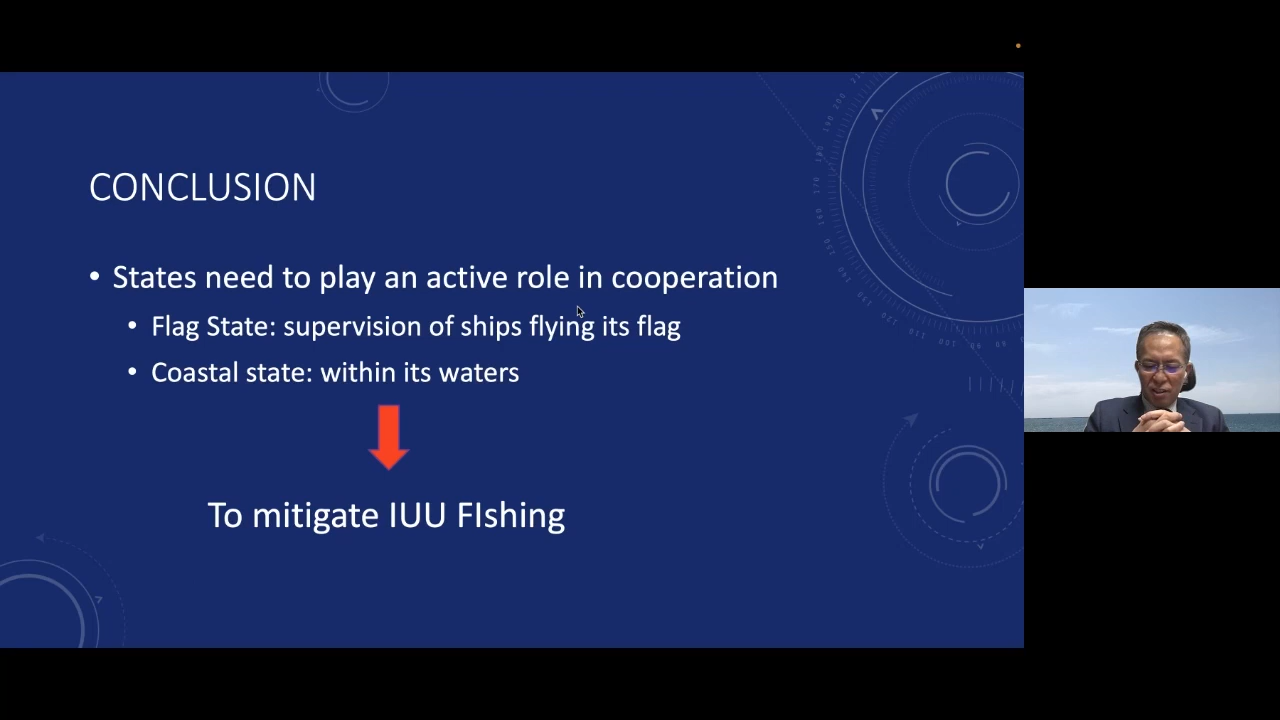 CONCLUSION
• States need to play an active role in cooperation
• Flag State: supervision of ships flying its flag
• Coastal state: within its waters
To mitigate IUU FIshing